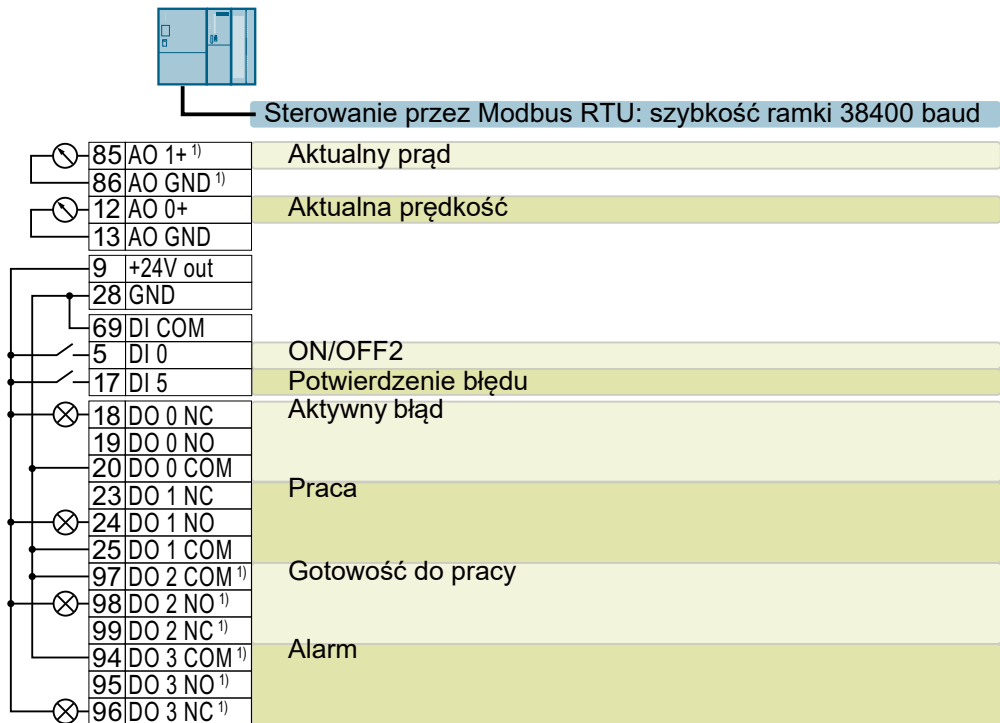 Sterowanie przez Modbus RTU: szybkość ramki 38400 baud
85 AO 1+ 1) Aktualny prąd
86 AO GND 1)
12 AO 0+ Aktualna prędkość
13 AO GND
9 +24V out
28 GND
69 DI COM
5 DI 0 ON/OFF2
17 DI 5 Potwierdzenie błędu
18 DO 0 NC Aktywny błąd
19 DO 0 NO
20 DO 0 COM
23 DO 1 NC Praca
24 DO 1 NO
25 DO 1 COM
97 DO 2 COM 1) Gotowość do pracy
98 DO 2 NO 1)
99 DO 2 NC 1)
94 DO 3 COM 1) Alarm
95 DO 3 NO 1)
96 DO 3 NC 1)